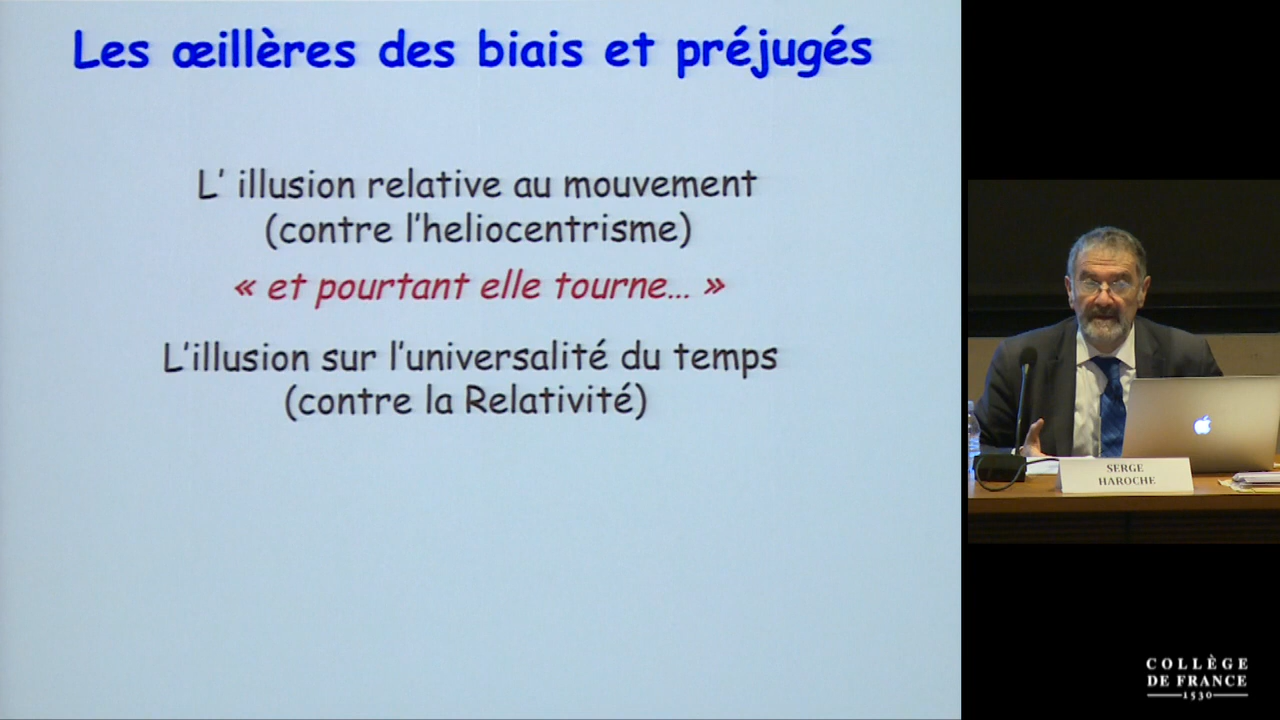 Les œillères des biais et préjugés
L' illusion relative au mouvement
(contre l'heliocentrisme)
« et pourtant elle tourne... »
L'illusion sur l'universalité du temps
(contre la Relativité)
SERGE
HAROCHE
COLLÈGE
DE FRANCE
1530